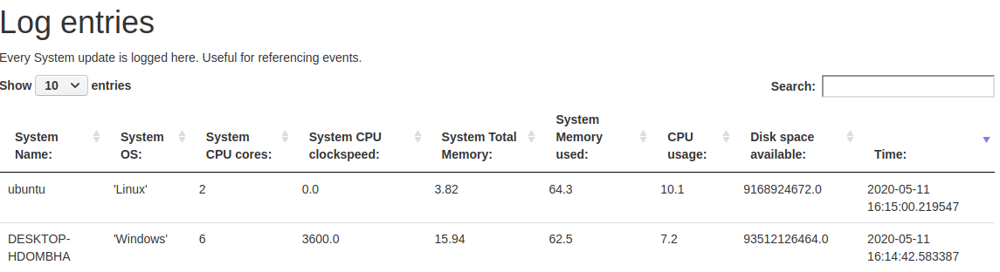 Log entries
Every System update is logged here. Useful for referencing events.
Show 10 entries Search:
System Name: System OS: System CPU cores: System CPU clockspeed: System Total Memory: System Memory used: CPU usage: Disk space available: Time:
ubuntu 'Linux' 2 0.0 3.82 64.3 10.1 9168924672.0 2020-05-11 16:15:00.219547
DESKTOP-HDOMBHA 'Windows' 6 3600.0 15.94 62.5 7.2 93512126464.0 2020-05-11 16:14:42.583387